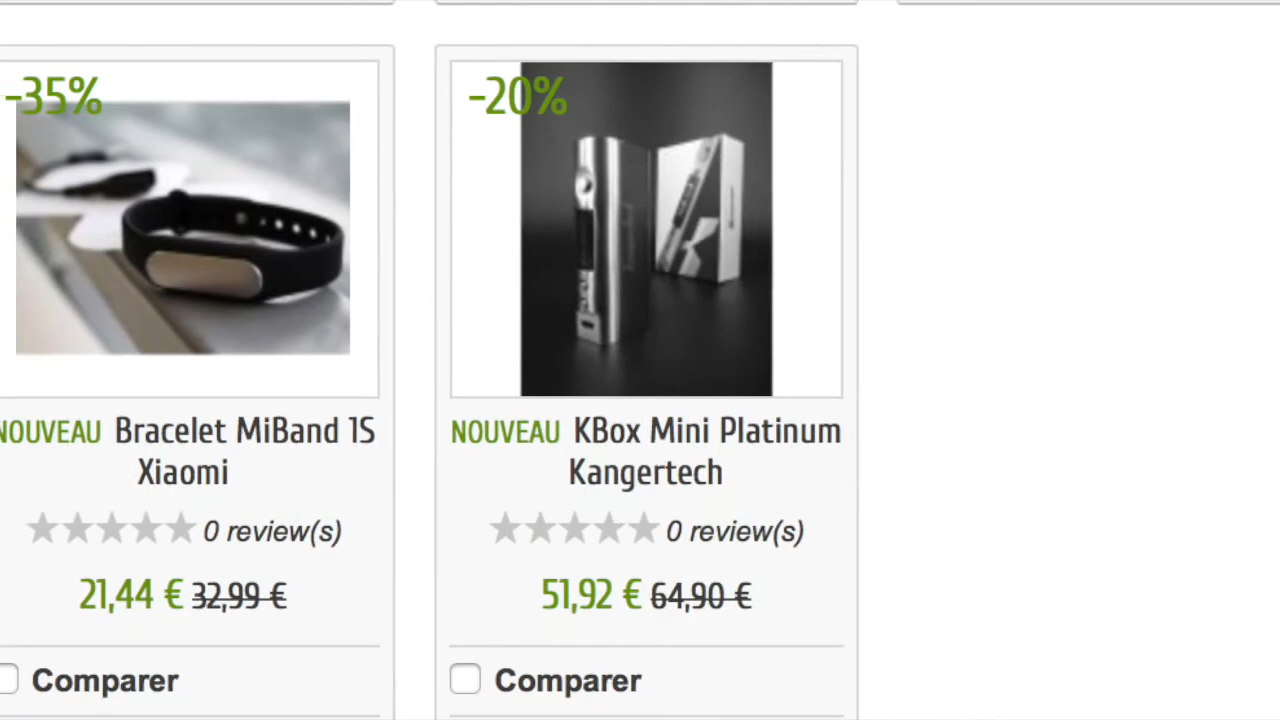 -35%
NOUVEAU Bracelet MiBand 1S
Xiaomi
0 review(s)
21,44 € 32,99 €
Comparer
-20%
NOUVEAU KBox Mini Platinum
Kangertech
0 review(s)
51,92 € 64,90 €
Comparer